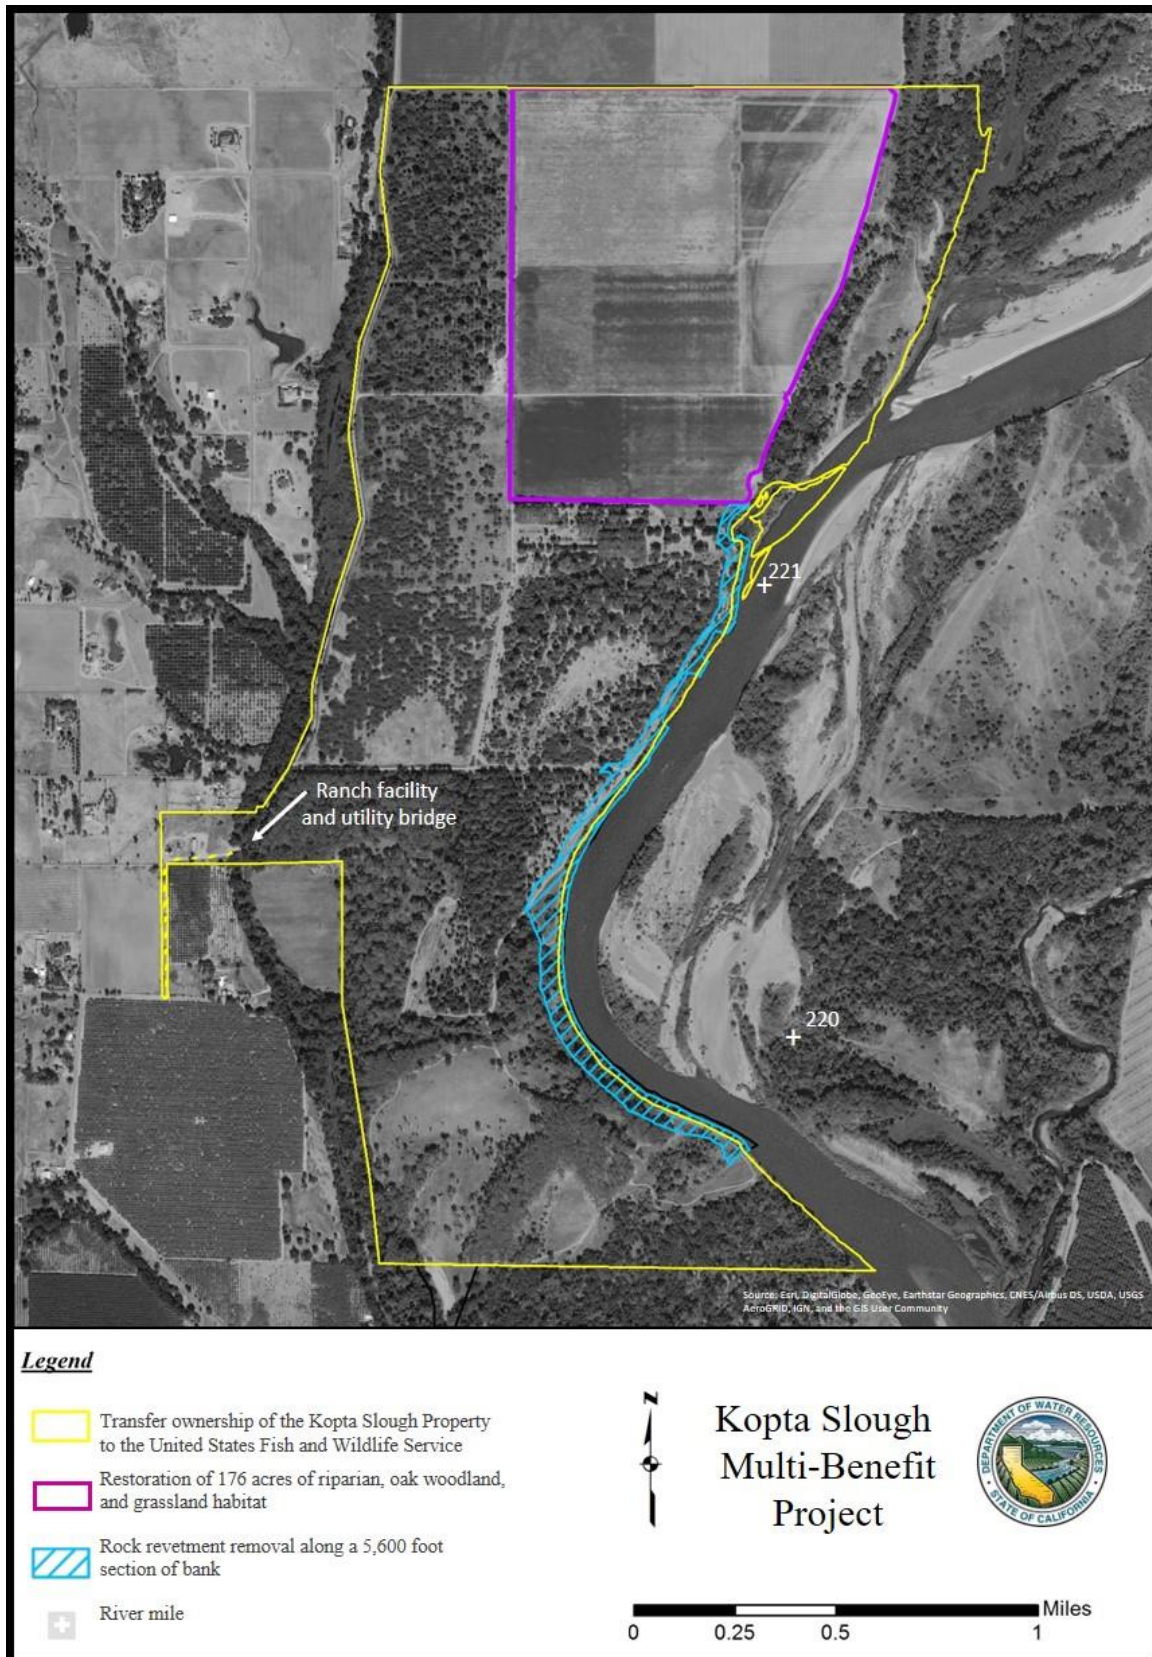 221
Ranch facility
and utility bridge
220
Source: Esri, DigitalGlobe, GeoEye, Earthstar Geographics, CNES/Airbus DS, USDA, USGS
AeroGRID, IGN, and the GIS User Community
Legend
Transfer ownership of the Kopta Slough Property
to the United States Fish and Wildlife Service
Restoration of 176 acres of riparian, oak woodland,
and grassland habitat
Rock revetment removal along a 5,600 foot
section of bank
River mile
N
Kopta Slough
Multi-Benefit
Project
DEPARTMENT OF WATER RESOURCES
STATE OF CALIFORNIA
Miles
0 0.25 0.5 1